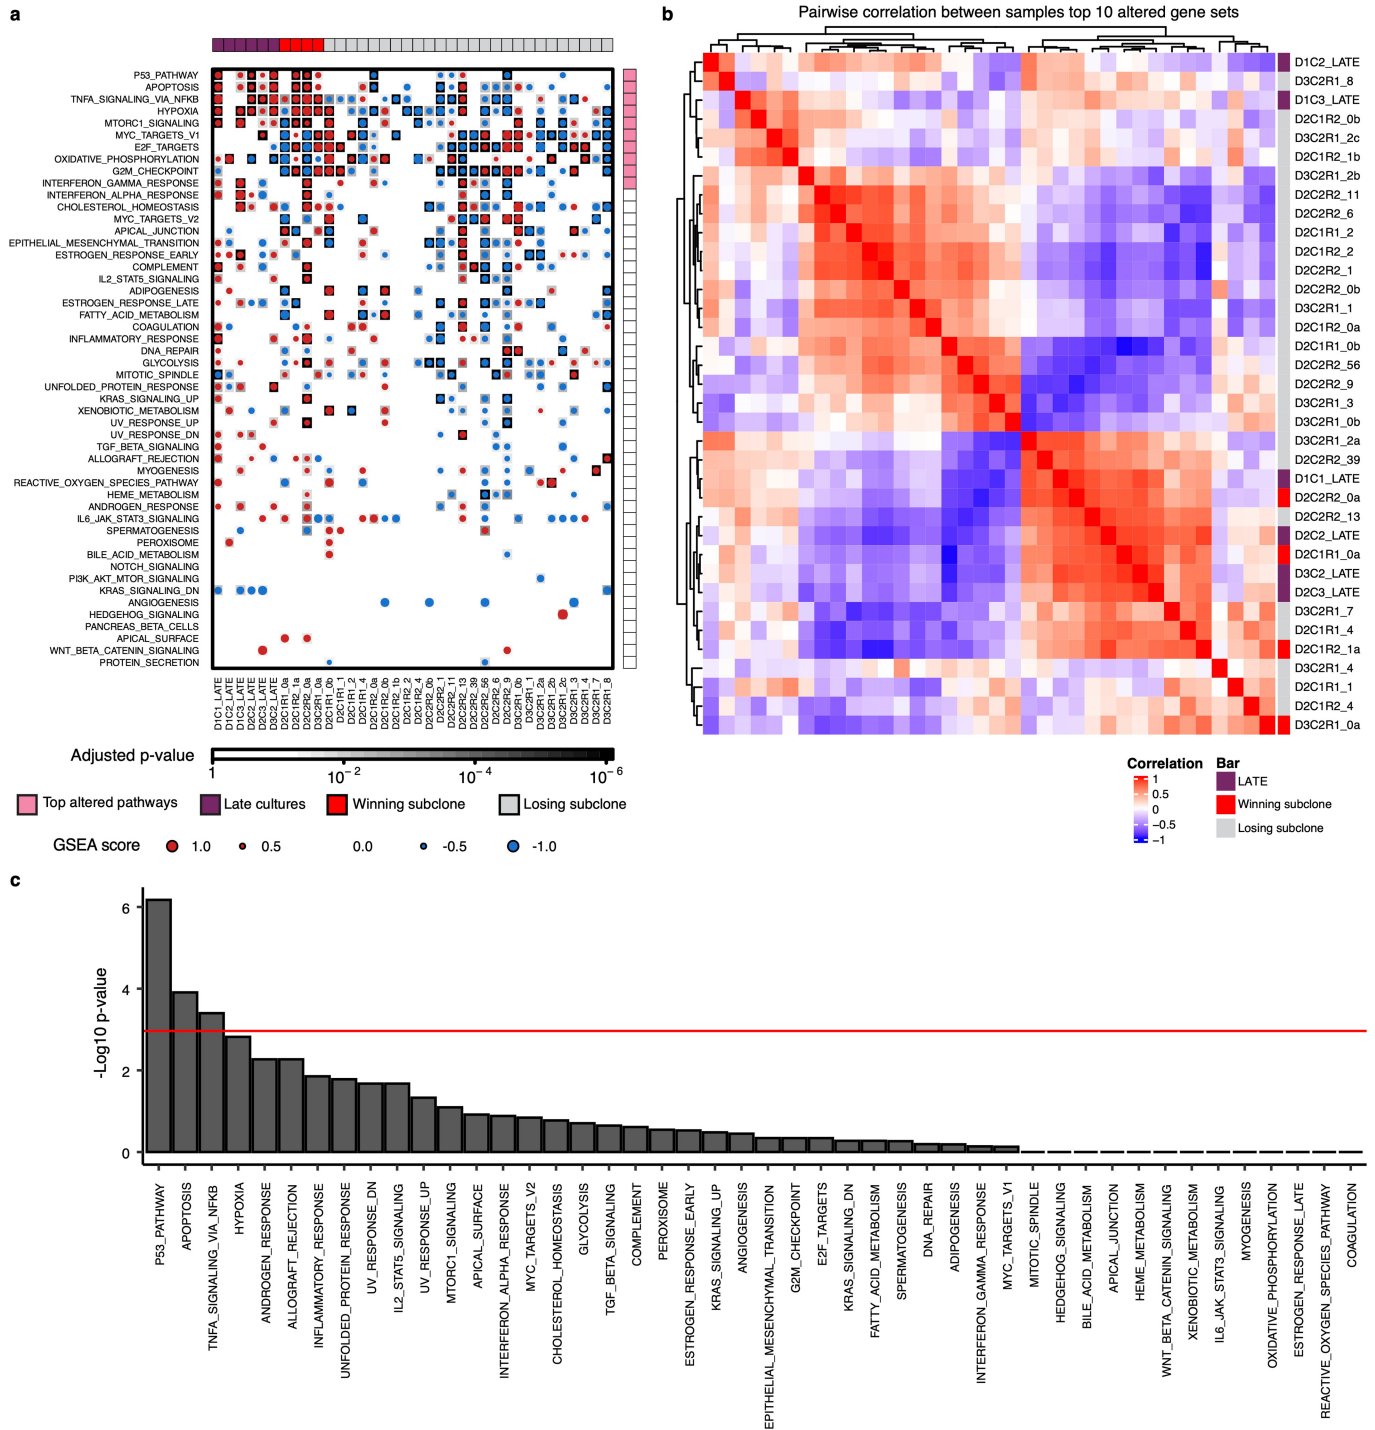 a
P53_PATHWAY
APOPTOSIS
TNFA_SIGNALING_VIA_NFKB
HYPOXIA
MTORC1_SIGNALING
MYC_TARGETS_V1
E2F_TARGETS
OXIDATIVE_PHOSPHORYLATION
G2M_CHECKPOINT
INTERFERON_GAMMA_RESPONSE
INTERFERON_ALPHA_RESPONSE
CHOLESTEROL_HOMEOSTASIS
MYC_TARGETS_V2
APICAL_JUNCTION
EPITHELIAL_MESENCHYMAL_TRANSITION
ESTROGEN_RESPONSE_EARLY
COMPLEMENT
IL2_STAT5_SIGNALING
ADIPOGENESIS
ESTROGEN_RESPONSE_LATE
FATTY_ACID_METABOLISM
COAGULATION
INFLAMMATORY_RESPONSE
DNA_REPAIR
GLYCOLYSIS
MITOTIC_SPINDLE
UNFOLDED_PROTEIN_RESPONSE
KRAS_SIGNALING_UP
XENOBIOTIC_METABOLISM
UV_RESPONSE_UP
UV_RESPONSE_DN
TGF_BETA_SIGNALING
ALLOGRAFT_REJECTION
MYOGENESIS
REACTIVE_OXYGEN_SPECIES_PATHWAY
HEME_METABOLISM
ANDROGEN_RESPONSE
IL6_JAK_STAT3_SIGNALING
SPERMATOGENESIS
PEROXISOME
BILE_ACID_METABOLISM
NOTCH_SIGNALING
PI3K_AKT_MTOR_SIGNALING
KRAS_SIGNALING_DN
ANGIOGENESIS
HEDGEHOG_SIGNALING
PANCREAS_BETA_CELLS
APICAL_SURFACE
WNT_BETA_CATENIN_SIGNALING
PROTEIN_SECRETION
D1C1_LATE
D1C2_LATE
D1C3_LATE
D2C2_LATE
D2C3_LATE
D3C2_LATE
D2C1R1_0a
D2C1R2_1a
D2C2R2_0a
D3C2R1_0a
D2C1R1_0b
D2C1R1_1
D2C1R1_2
D2C1R1_4
D2C1R2_0a
D2C1R2_0b
D2C1R2_1b
D2C1R2_2
D2C1R2_4
D2C2R2_0b
D2C2R2_1
D2C2R2_11
D2C2R2_13
D2C2R2_39
D2C2R2_56
D2C2R2_6
D2C2R2_9
D3C2R1_0b
D3C2R1_1
D3C2R1_2a
D3C2R1_2b
D3C2R1_2c
D3C2R1_3
D3C2R1_4
D3C2R1_7
D3C2R1_8
Adjusted p-value
1 10-2 10-4 10-6
Top altered pathways Late cultures Winning subclone Losing subclone
GSEA score 1.0 0.5 0.0 -0.5 -1.0
b
Pairwise correlation between samples top 10 altered gene sets
D1C2_LATE
D3C2R1_8
D1C3_LATE
D2C1R2_0b
D3C2R1_2c
D2C1R2_1b
D3C2R1_2b
D2C2R2_11
D2C2R2_6
D2C1R1_2
D2C1R2_2
D2C2R2_1
D2C2R2_0b
D3C2R1_1
D2C1R2_0a
D2C1R1_0b
D2C2R2_56
D2C2R2_9
D3C2R1_3
D3C2R1_0b
D3C2R1_2a
D2C2R2_39
D1C1_LATE
D2C2R2_0a
D2C2R2_13
D2C2_LATE
D2C1R1_0a
D3C2_LATE
D2C3_LATE
D3C2R1_7
D2C1R1_4
D2C1R2_1a
D3C2R1_4
D2C1R1_1
D2C1R2_4
D3C2R1_0a
Correlation
1
0.5
0
−0.5
−1
Bar
LATE
Winning subclone
Losing subclone
c
-Log10 p-value
6
4
2
0
P53_PATHWAY
APOPTOSIS
TNFA_SIGNALING_VIA_NFKB
HYPOXIA
ANDROGEN_RESPONSE
ALLOGRAFT_REJECTION
INFLAMMATORY_RESPONSE
UNFOLDED_PROTEIN_RESPONSE
UV_RESPONSE_DN
IL2_STAT5_SIGNALING
UV_RESPONSE_UP
MTORC1_SIGNALING
APICAL_SURFACE
INTERFERON_ALPHA_RESPONSE
MYC_TARGETS_V2
CHOLESTEROL_HOMEOSTASIS
GLYCOLYSIS
TGF_BETA_SIGNALING
COMPLEMENT
PEROXISOME
ESTROGEN_RESPONSE_EARLY
KRAS_SIGNALING_UP
ANGIOGENESIS
EPITHELIAL_MESENCHYMAL_TRANSITION
G2M_CHECKPOINT
E2F_TARGETS
KRAS_SIGNALING_DN
FATTY_ACID_METABOLISM
SPERMATOGENESIS
DNA_REPAIR
ADIPOGENESIS
INTERFERON_GAMMA_RESPONSE
MYC_TARGETS_V1
MITOTIC_SPINDLE
HEDGEHOG_SIGNALING
BILE_ACID_METABOLISM
APICAL_JUNCTION
HEME_METABOLISM
WNT_BETA_CATENIN_SIGNALING
XENOBIOTIC_METABOLISM
IL6_JAK_STAT3_SIGNALING
MYOGENESIS
OXIDATIVE_PHOSPHORYLATION
ESTROGEN_RESPONSE_LATE
REACTIVE_OXYGEN_SPECIES_PATHWAY
COAGULATION